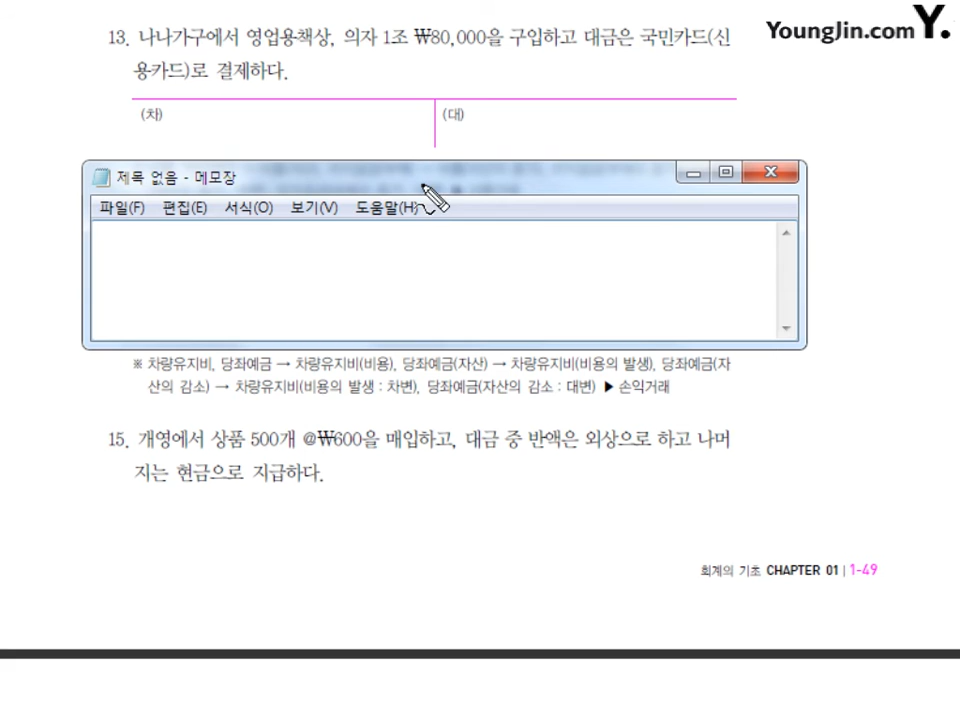 YoungJin.com Y.
13. 나나가구에서 영업용책상, 의자 1조 ₩80,000을 구입하고 대금은 국민카드(신
용카드)로 결제하다.
(차) (대)
제목 없음 - 메모장
파일(F) 편집(E) 서식(O) 보기(V) 도움말(H)
※ 차량유지비, 당좌예금 → 차량유지비(비용), 당좌예금(자산) → 차량유지비(비용의 발생), 당좌예금(자
산의 감소) → 차량유지비(비용의 발생 : 차변), 당좌예금(자산의 감소 : 대변) ▶ 손익거래
15. 개영에서 상품 500개 @₩600을 매입하고, 대금 중 반액은 외상으로 하고 나머
지는 현금으로 지급하다.
회계의 기초 CHAPTER 01 | 1-49